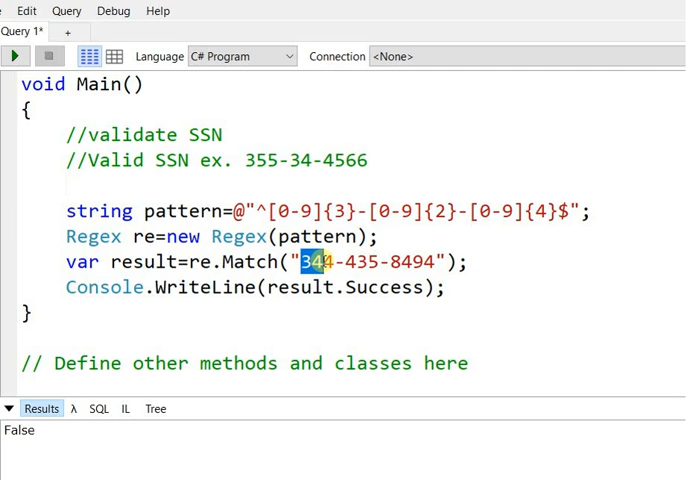 Edit Query Debug Help
Query 1* +
Language C# Program Connection <None>
void Main()
{
//validate SSN
//Valid SSN ex. 355-34-4566
string pattern=@"^[0-9]{3}-[0-9]{2}-[0-9]{4}$";
Regex re=new Regex(pattern);
var result=re.Match("344-435-8494");
Console.WriteLine(result.Success);
}
// Define other methods and classes here
Results λ SQL IL Tree
False